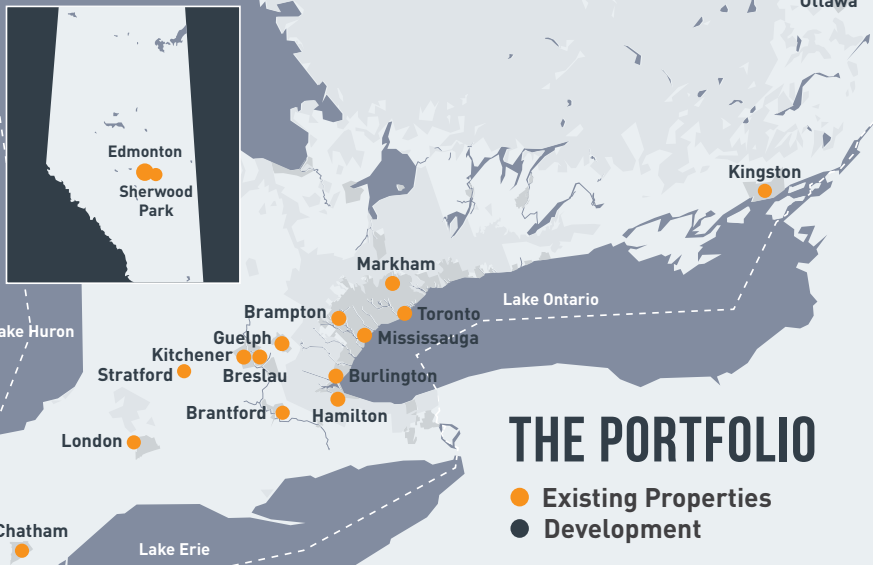 Ottawa
Edmonton
Sherwood
Park
Kingston
Markham
Lake Ontario
Brampton
Toronto
ake Huron
Guelph
Mississauga
Kitchener
Stratford
Breslau
Burlington
Brantford
Hamilton
London
THE PORTFOLIO
Existing Properties
Development
Chatham
Lake Erie